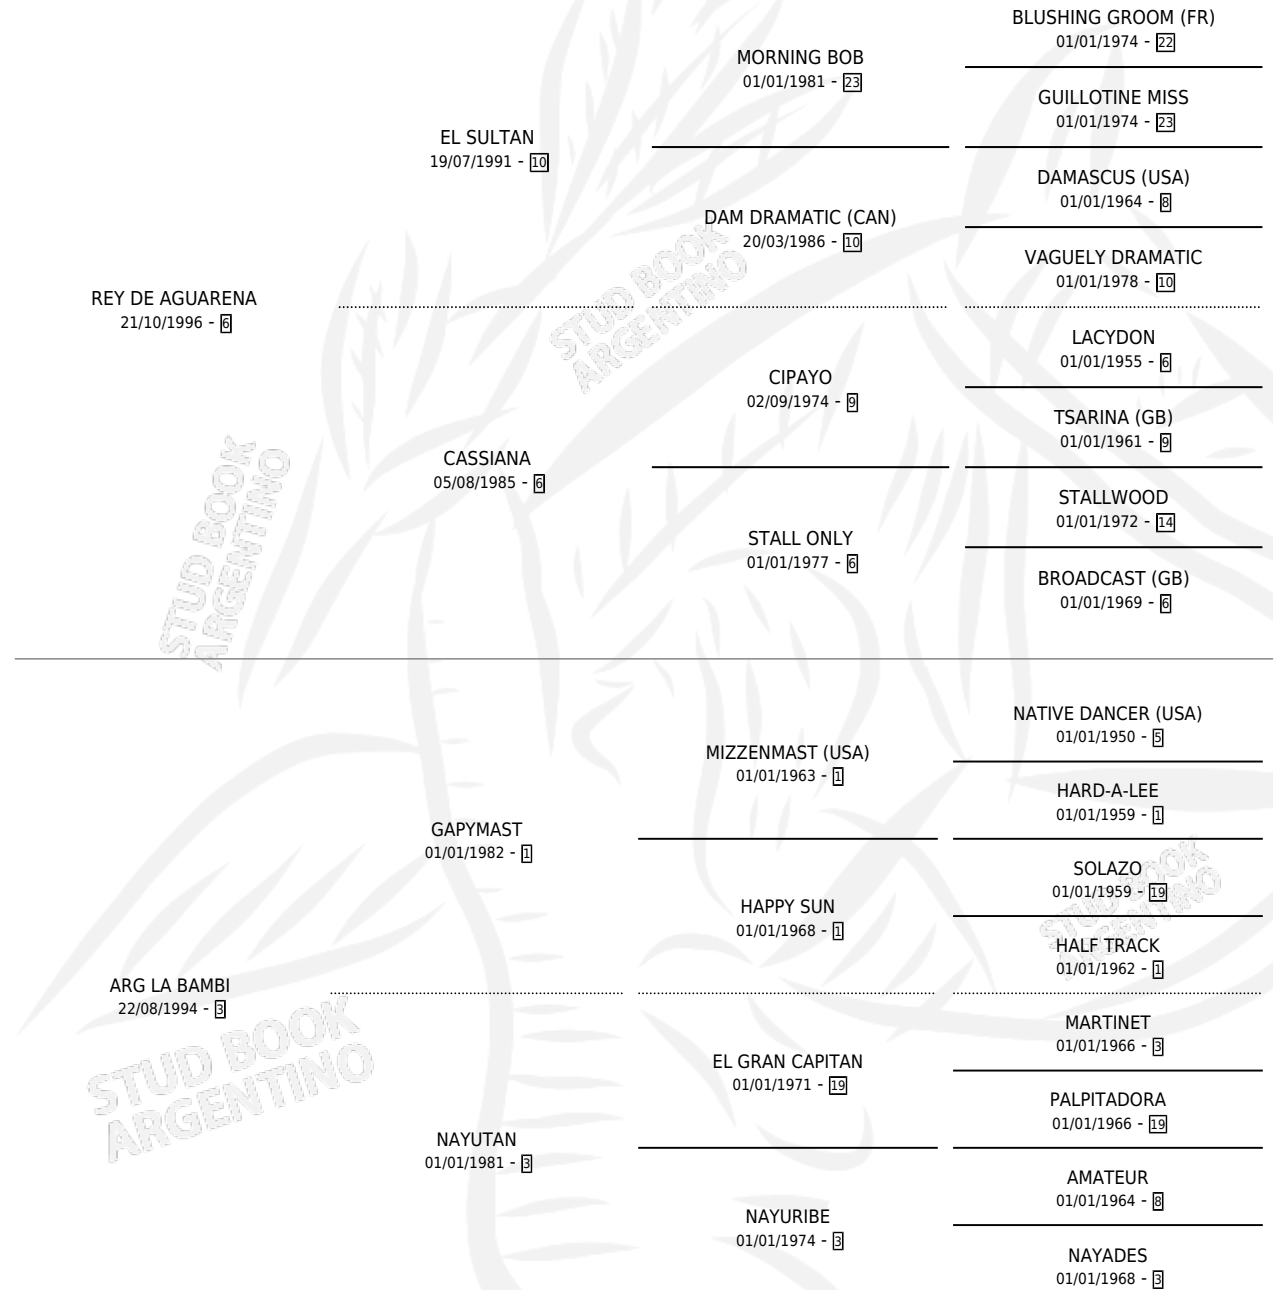 BLUSHING GROOM (FR)
01/01/1974 - 22
MORNING BOB
01/01/1981 - 23
GUILLOTINE MISS
01/01/1974 - 23
EL SULTAN
19/07/1991 - 10
DAMASCUS (USA)
01/01/1964 - 8
DAM DRAMATIC (CAN)
20/03/1986 - 10
VAGUELY DRAMATIC
01/01/1978 - 10
REY DE AGUARENA
21/10/1996 - 6
LACYDON
01/01/1955 - 6
CIPAYO
02/09/1974 - 9
TSARINA (GB)
01/01/1961 - 9
CASSIANA
05/08/1985 - 6
STALLWOOD
01/01/1972 - 14
STALL ONLY
01/01/1977 - 6
BROADCAST (GB)
01/01/1969 - 6
NATIVE DANCER (USA)
01/01/1950 - 5
MIZZENMAST (USA)
01/01/1963 - 1
HARD-A-LEE
01/01/1959 - 1
GAPYMAST
01/01/1982 - 1
SOLAZO
01/01/1959 - 19
HAPPY SUN
01/01/1968 - 1
HALF TRACK
01/01/1962 - 1
ARG LA BAMBI
22/08/1994 - 3
MARTINET
01/01/1966 - 3
EL GRAN CAPITAN
01/01/1971 - 19
PALPITADORA
01/01/1966 - 19
NAYUTAN
01/01/1981 - 3
AMATEUR
01/01/1964 - 8
NAYURIBE
01/01/1974 - 3
NAYADES
01/01/1968 - 3
STUD BOOK
ARGENTINO
STUD BOOK
ARGENTINO
STUD BOOK
ARGENTINO
STUD BOOK
ARGENTINO